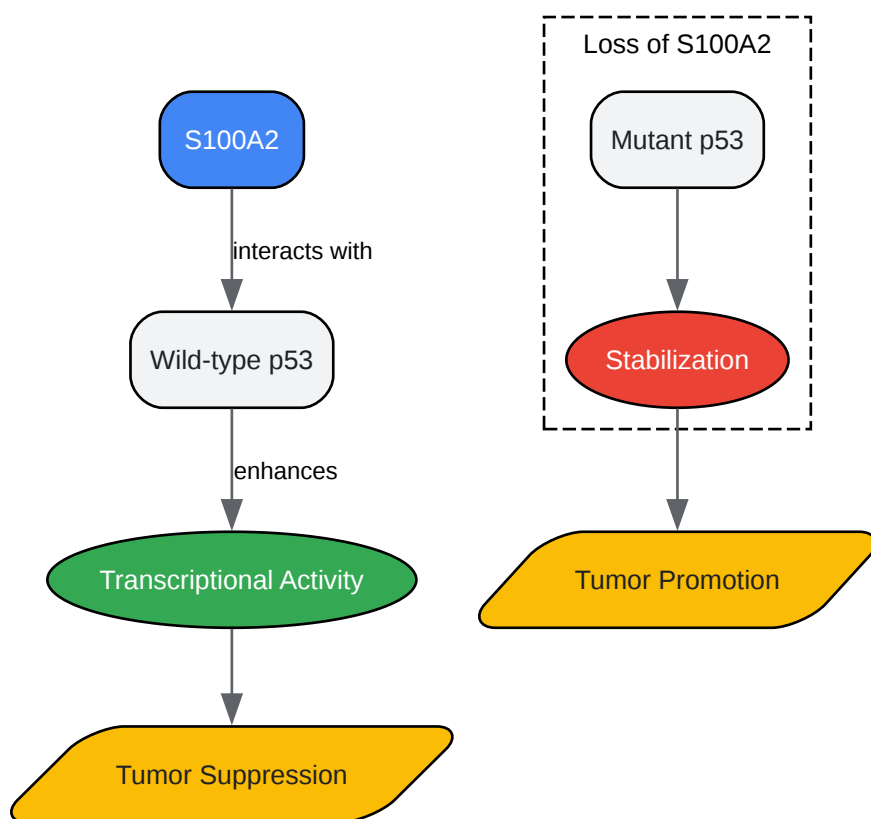 S100A2
interacts with
Wild-type p53
enhances
Transcriptional Activity
Tumor Suppression
Loss of S100A2
Mutant p53
Stabilization
Tumor Promotion